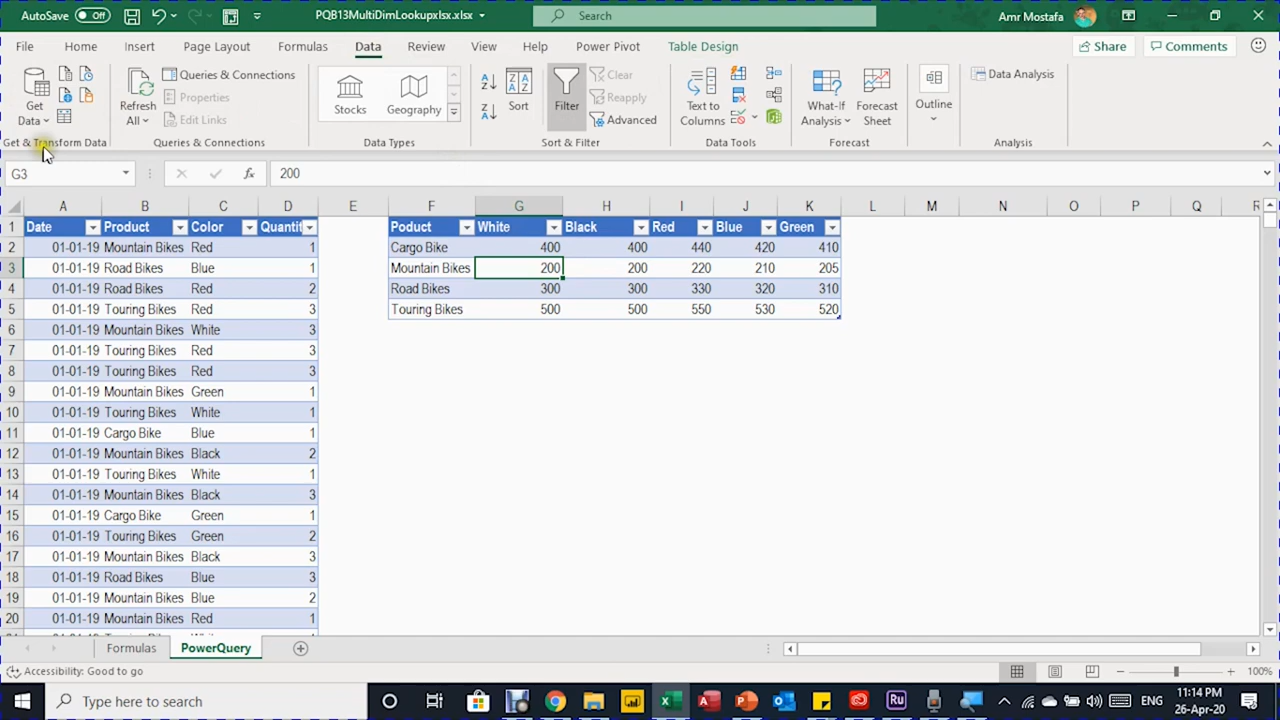 AutoSave Off PQB13MultiDimLookupxlsx.xlsx Search Amr Mostafa
File Home Insert Page Layout Formulas Data Review View Help Power Pivot Table Design Share Comments
Get Data
Refresh All
Queries & Connections
Properties
Edit Links
Stocks
Geography
Sort
Filter
Clear
Reapply
Advanced
Text to Columns
What-If Analysis
Forecast Sheet
Outline
Data Analysis
Get & Transform Data Queries & Connections Data Types Sort & Filter Data Tools Forecast Analysis
G3 fx 200
A B C D E F G H I J K L M N O P Q R
1 Date Product Color Quantit Poduct White Black Red Blue Green
2 01-01-19 Mountain Bikes Red 1 Cargo Bike 400 400 440 420 410
3 01-01-19 Road Bikes Blue 1 Mountain Bikes 200 200 220 210 205
4 01-01-19 Road Bikes Red 2 Road Bikes 300 300 330 320 310
5 01-01-19 Touring Bikes Red 3 Touring Bikes 500 500 550 530 520
6 01-01-19 Mountain Bikes White 3
7 01-01-19 Touring Bikes Red 3
8 01-01-19 Touring Bikes Red 3
9 01-01-19 Mountain Bikes Green 1
10 01-01-19 Touring Bikes White 1
11 01-01-19 Cargo Bike Blue 1
12 01-01-19 Mountain Bikes Black 2
13 01-01-19 Touring Bikes White 1
14 01-01-19 Mountain Bikes Black 3
15 01-01-19 Cargo Bike Green 1
16 01-01-19 Touring Bikes Green 2
17 01-01-19 Mountain Bikes Black 3
18 01-01-19 Road Bikes Blue 3
19 01-01-19 Mountain Bikes Blue 2
20 01-01-19 Mountain Bikes Red 1
Formulas PowerQuery
Accessibility: Good to go 100%
Type here to search ENG 11:14 PM
26-Apr-20